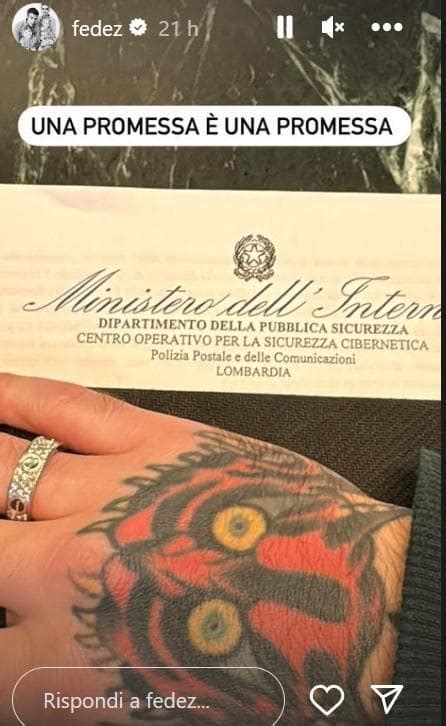 fedez 21 h
UNA PROMESSA È UNA PROMESSA
Ministero dell'Intern
DIPARTIMENTO DELLA PUBBLICA SICUREZZA
CENTRO OPERATIVO PER LA SICUREZZA CIBERNETICA
Polizia Postale e delle Comunicazioni
LOMBARDIA
Rispondi a fedez...